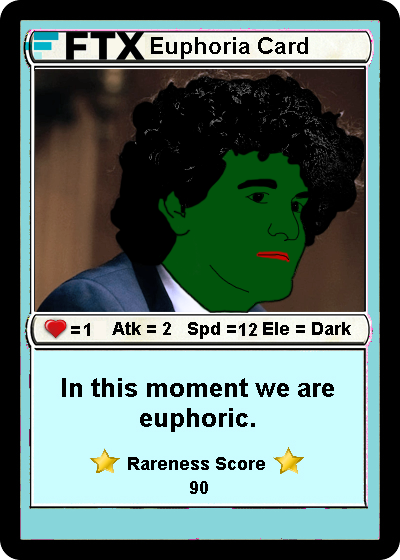 FTX Euphoria Card
=1 Atk = 2 Spd =12 Ele = Dark
In this moment we are
euphoric.
Rareness Score
90